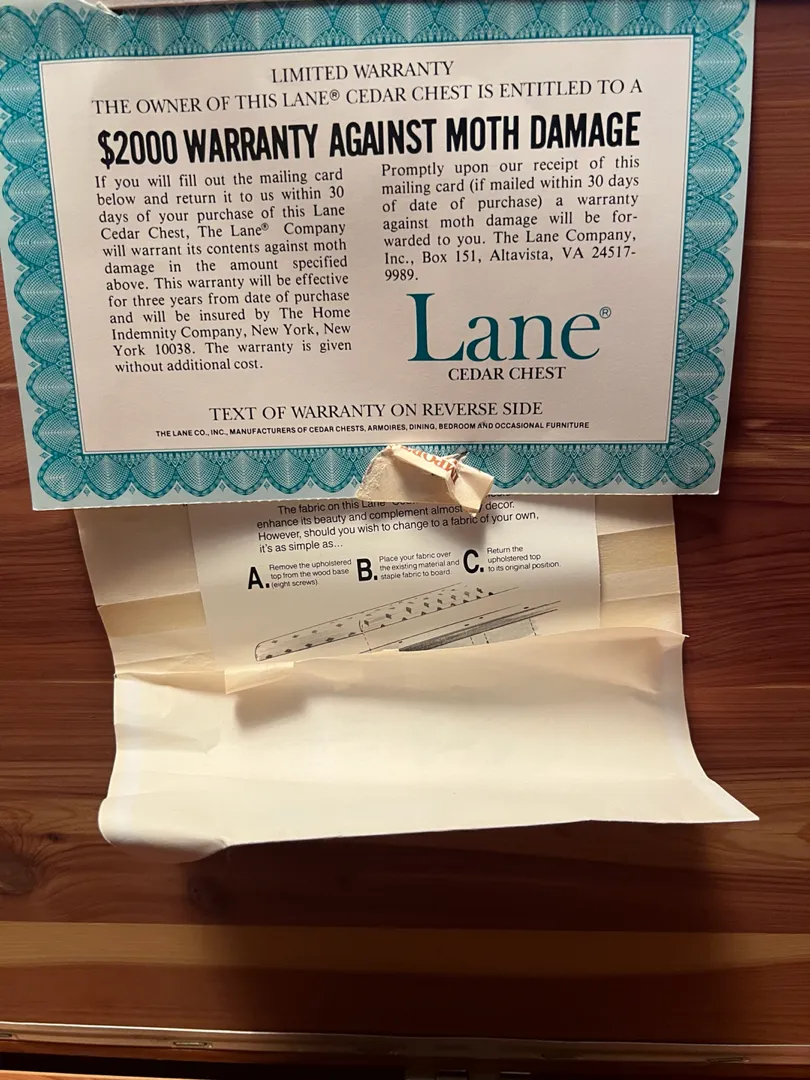 LIMITED WARRANTY
THE OWNER OF THIS LANE® CEDAR CHEST IS ENTITLED TO A
$2000 WARRANTY AGAINST MOTH DAMAGE
If you will fill out the mailing card
below and return it to us within 30
days of your purchase of this Lane
Cedar Chest, The Lane® Company
will warrant its contents against moth
damage in the amount specified
above. This warranty will be effective
for three years from date of purchase
and will be insured by The Home
Indemnity Company, New York, New
York 10038. The warranty is given
without additional cost.
Promptly upon our receipt of this
mailing card (if mailed within 30 days
of date of purchase) a warranty
against moth damage will be for-
warded to you. The Lane Company,
Inc., Box 151, Altavista, VA 24517-
9989.
Lane®
CEDAR CHEST
TEXT OF WARRANTY ON REVERSE SIDE
THE LANE CO., INC., MANUFACTURERS OF CEDAR CHESTS, ARMOIRES, DINING, BEDROOM AND OCCASIONAL FURNITURE
The fabric on this Lane
enhance its beauty and complement almost decor.
However, should you wish to change to a fabric of your own,
it's as simple as...
A. Remove the upholstered
top from the wood base
(eight screws).
B. Place your fabric over
the existing material and
staple fabric to board.
C. Return the
upholstered top
to its original position.